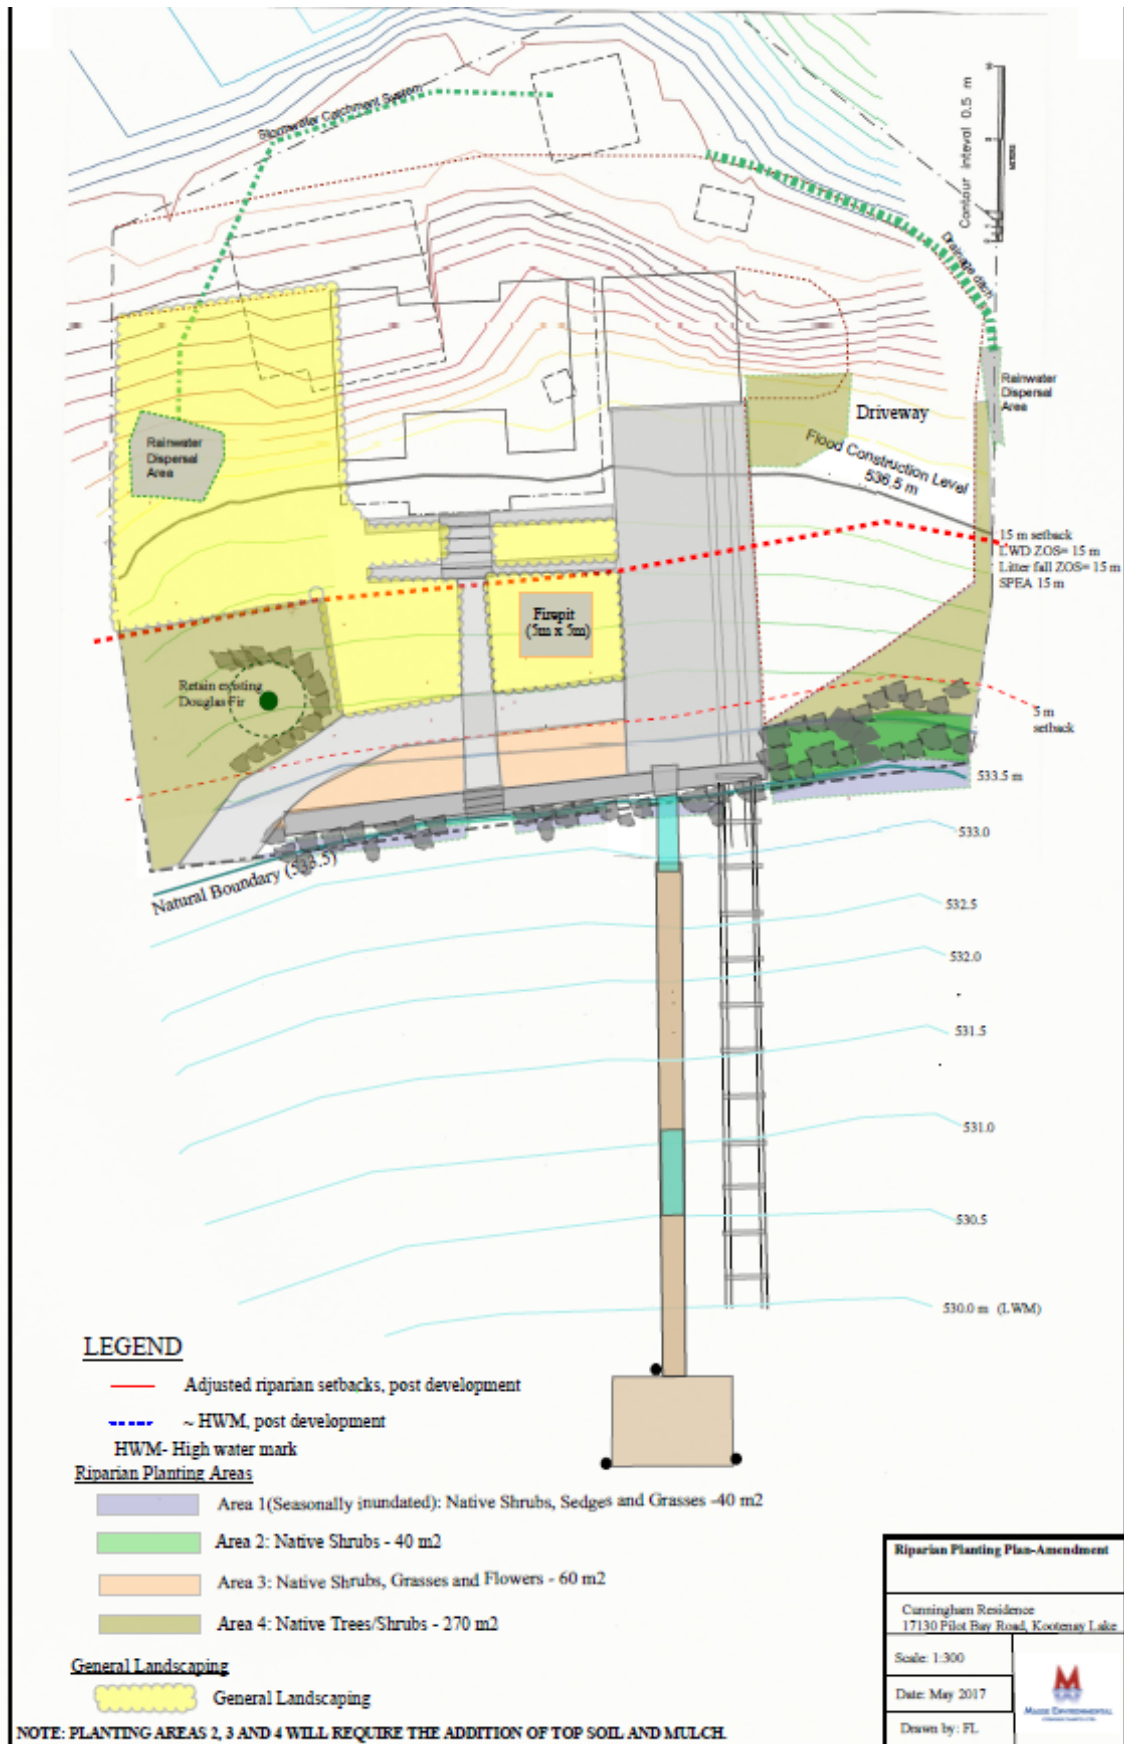 Stormwater Catchment System
Contour inteval 0.5 m
METERS
Drainage ditch
Rainwater
Dispersal
Area
Driveway
Flood Construction Level
536.5 m
Rainwater
Dispersal
Area
15 m setback
LWD ZOS= 15 m
Litter fall ZOS= 15 m
SPEA 15 m
Firepit
(5m x 5m)
Retain existing
Douglas Fir
5 m
setback
533.5 m
Natural Boundary (533.5)
533.0
532.5
532.0
531.5
531.0
530.5
530.0 m (LWM)
LEGEND
Adjusted riparian setbacks, post development
~ HWM, post development
HWM- High water mark
Riparian Planting Areas
Area 1(Seasonally inundated): Native Shrubs, Sedges and Grasses -40 m2
Area 2: Native Shrubs - 40 m2
Area 3: Native Shrubs, Grasses and Flowers - 60 m2
Area 4: Native Trees/Shrubs - 270 m2
General Landscaping
General Landscaping
NOTE: PLANTING AREAS 2, 3 AND 4 WILL REQUIRE THE ADDITION OF TOP SOIL AND MULCH.
Riparian Planting Plan-Amendment
Cunningham Residence
17130 Pilot Bay Road, Kootenay Lake
Scale: 1:300
Date: May 2017
Drawn by: FL
MASSE ENVIRONMENTAL
CONSULTANTS LTD.